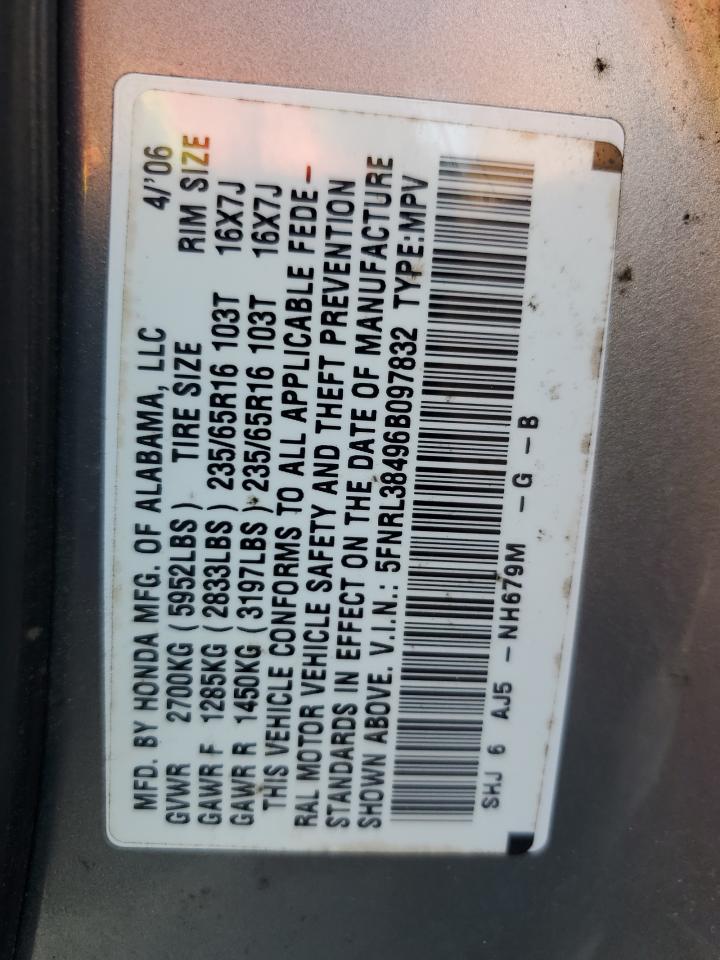 MFD. BY HONDA MFG. OF ALABAMA, LLC 4/'06
GVWR 2700KG (5952LBS) TIRE SIZE RIM SIZE
GAWR F 1285KG (2833LBS) 235/65R16 103T 16X7J
GAWR R 1450KG (3197LBS) 235/65R16 103T 16X7J
THIS VEHICLE CONFORMS TO ALL APPLICABLE FEDE-
RAL MOTOR VEHICLE SAFETY AND THEFT PREVENTION
STANDARDS IN EFFECT ON THE DATE OF MANUFACTURE
SHOWN ABOVE. V.I.N.: 5FNRL38496B097832 TYPE:MPV
SHJ 6 AJ5 -NH679M -G -B